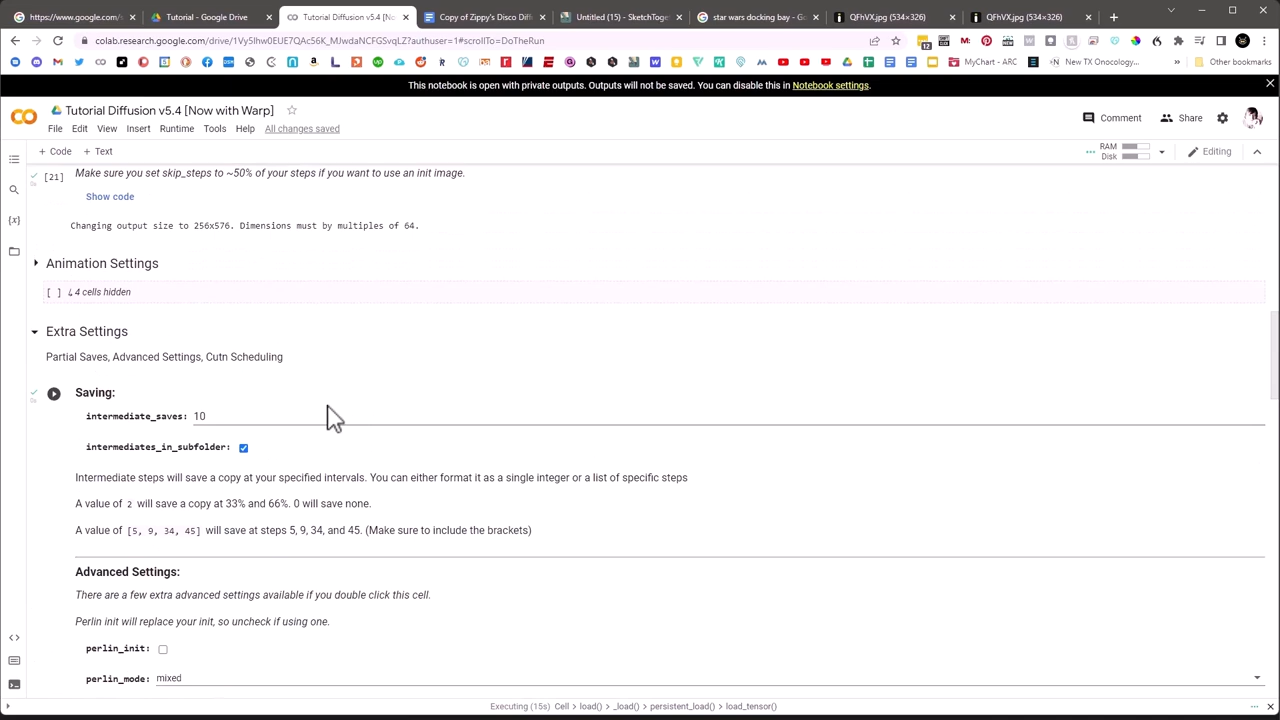 https://www.google.com/s
Tutorial - Google Drive
Tutorial Diffusion v5.4 [Now w
Copy of Zippy's Disco Diff
Untitled (15) - SketchToge
star wars docking bay - Go
QFhVX.jpg (534×326)
QFhVX.jpg (534×326)
colab.research.google.com/drive/1Vy5Ihw0EUE7QAc56K_MJwdaNCFGSvqLZ?authuser=1#scrollTo=DoTheRun
12
MyChart - ARC
New TX Oncology...
Other bookmarks
This notebook is open with private outputs. Outputs will not be saved. You can disable this in Notebook settings.
Tutorial Diffusion v5.4 [Now with Warp]
File Edit View Insert Runtime Tools Help All changes saved
Comment Share
+ Code + Text
RAM
Disk
Editing
[21] Make sure you set skip_steps to ~50% of your steps if you want to use an init image.
Show code
Changing output size to 256x576. Dimensions must by multiples of 64.
Animation Settings
[ ] ↳ 4 cells hidden
Extra Settings
Partial Saves, Advanced Settings, Cutn Scheduling
Saving:
intermediate_saves: 10
intermediates_in_subfolder:
Intermediate steps will save a copy at your specified intervals. You can either format it as a single integer or a list of specific steps
A value of 2 will save a copy at 33% and 66%. 0 will save none.
A value of [5, 9, 34, 45] will save at steps 5, 9, 34, and 45. (Make sure to include the brackets)
Advanced Settings:
There are a few extra advanced settings available if you double click this cell.
Perlin init will replace your init, so uncheck if using one.
perlin_init:
perlin_mode: mixed
Executing (15s) Cell > load() > _load() > persistent_load() > load_tensor()